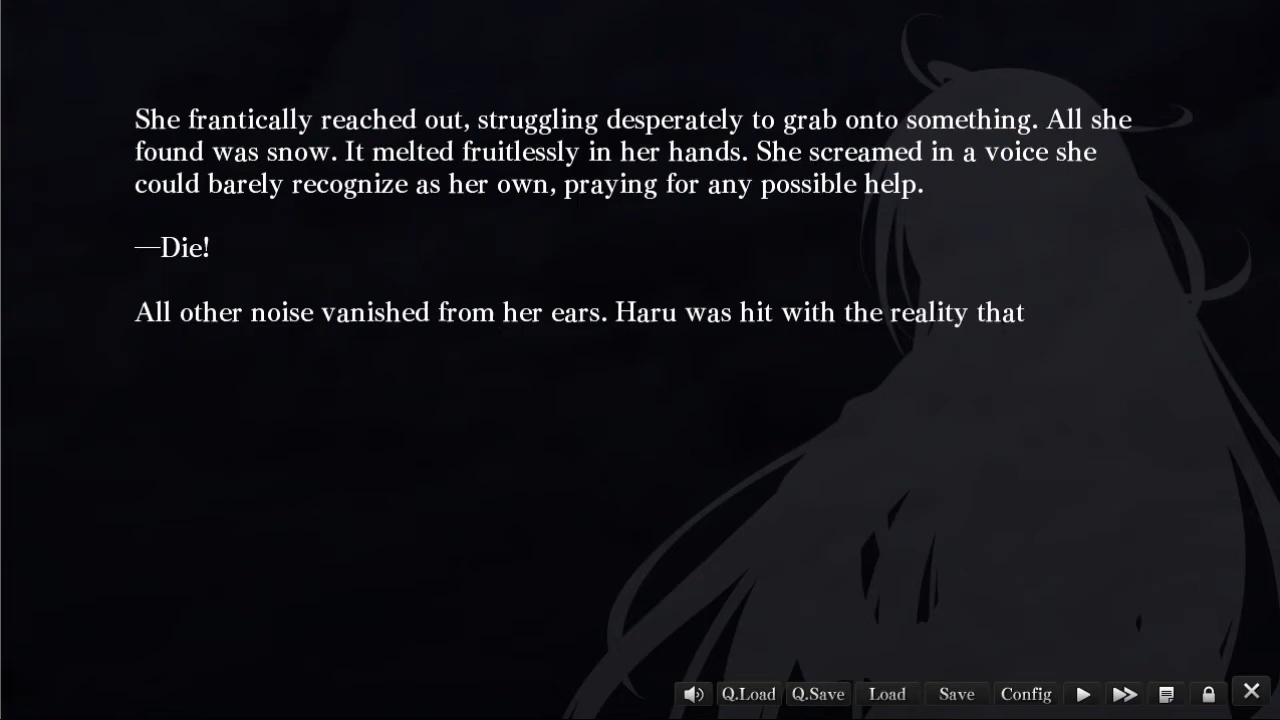 She frantically reached out, struggling desperately to grab onto something. All she
found was snow. It melted fruitlessly in her hands. She screamed in a voice she
could barely recognize as her own, praying for any possible help.
—Die!
All other noise vanished from her ears. Haru was hit with the reality that
Q.Load Q.Save Load Save Config